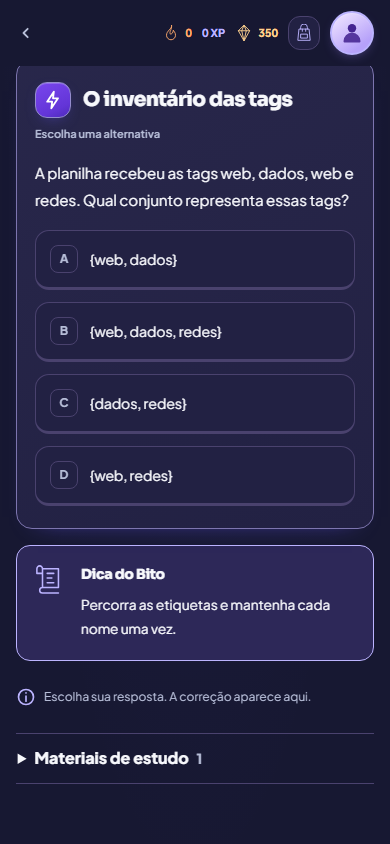 0 0 XP 350
O inventário das tags
Escolha uma alternativa
A planilha recebeu as tags web, dados, web e
redes. Qual conjunto representa essas tags?
A {web, dados}
B {web, dados, redes}
C {dados, redes}
D {web, redes}
Dica do Bito
Percorra as etiquetas e mantenha cada
nome uma vez.
Escolha sua resposta. A correção aparece aqui.
Materiais de estudo 1